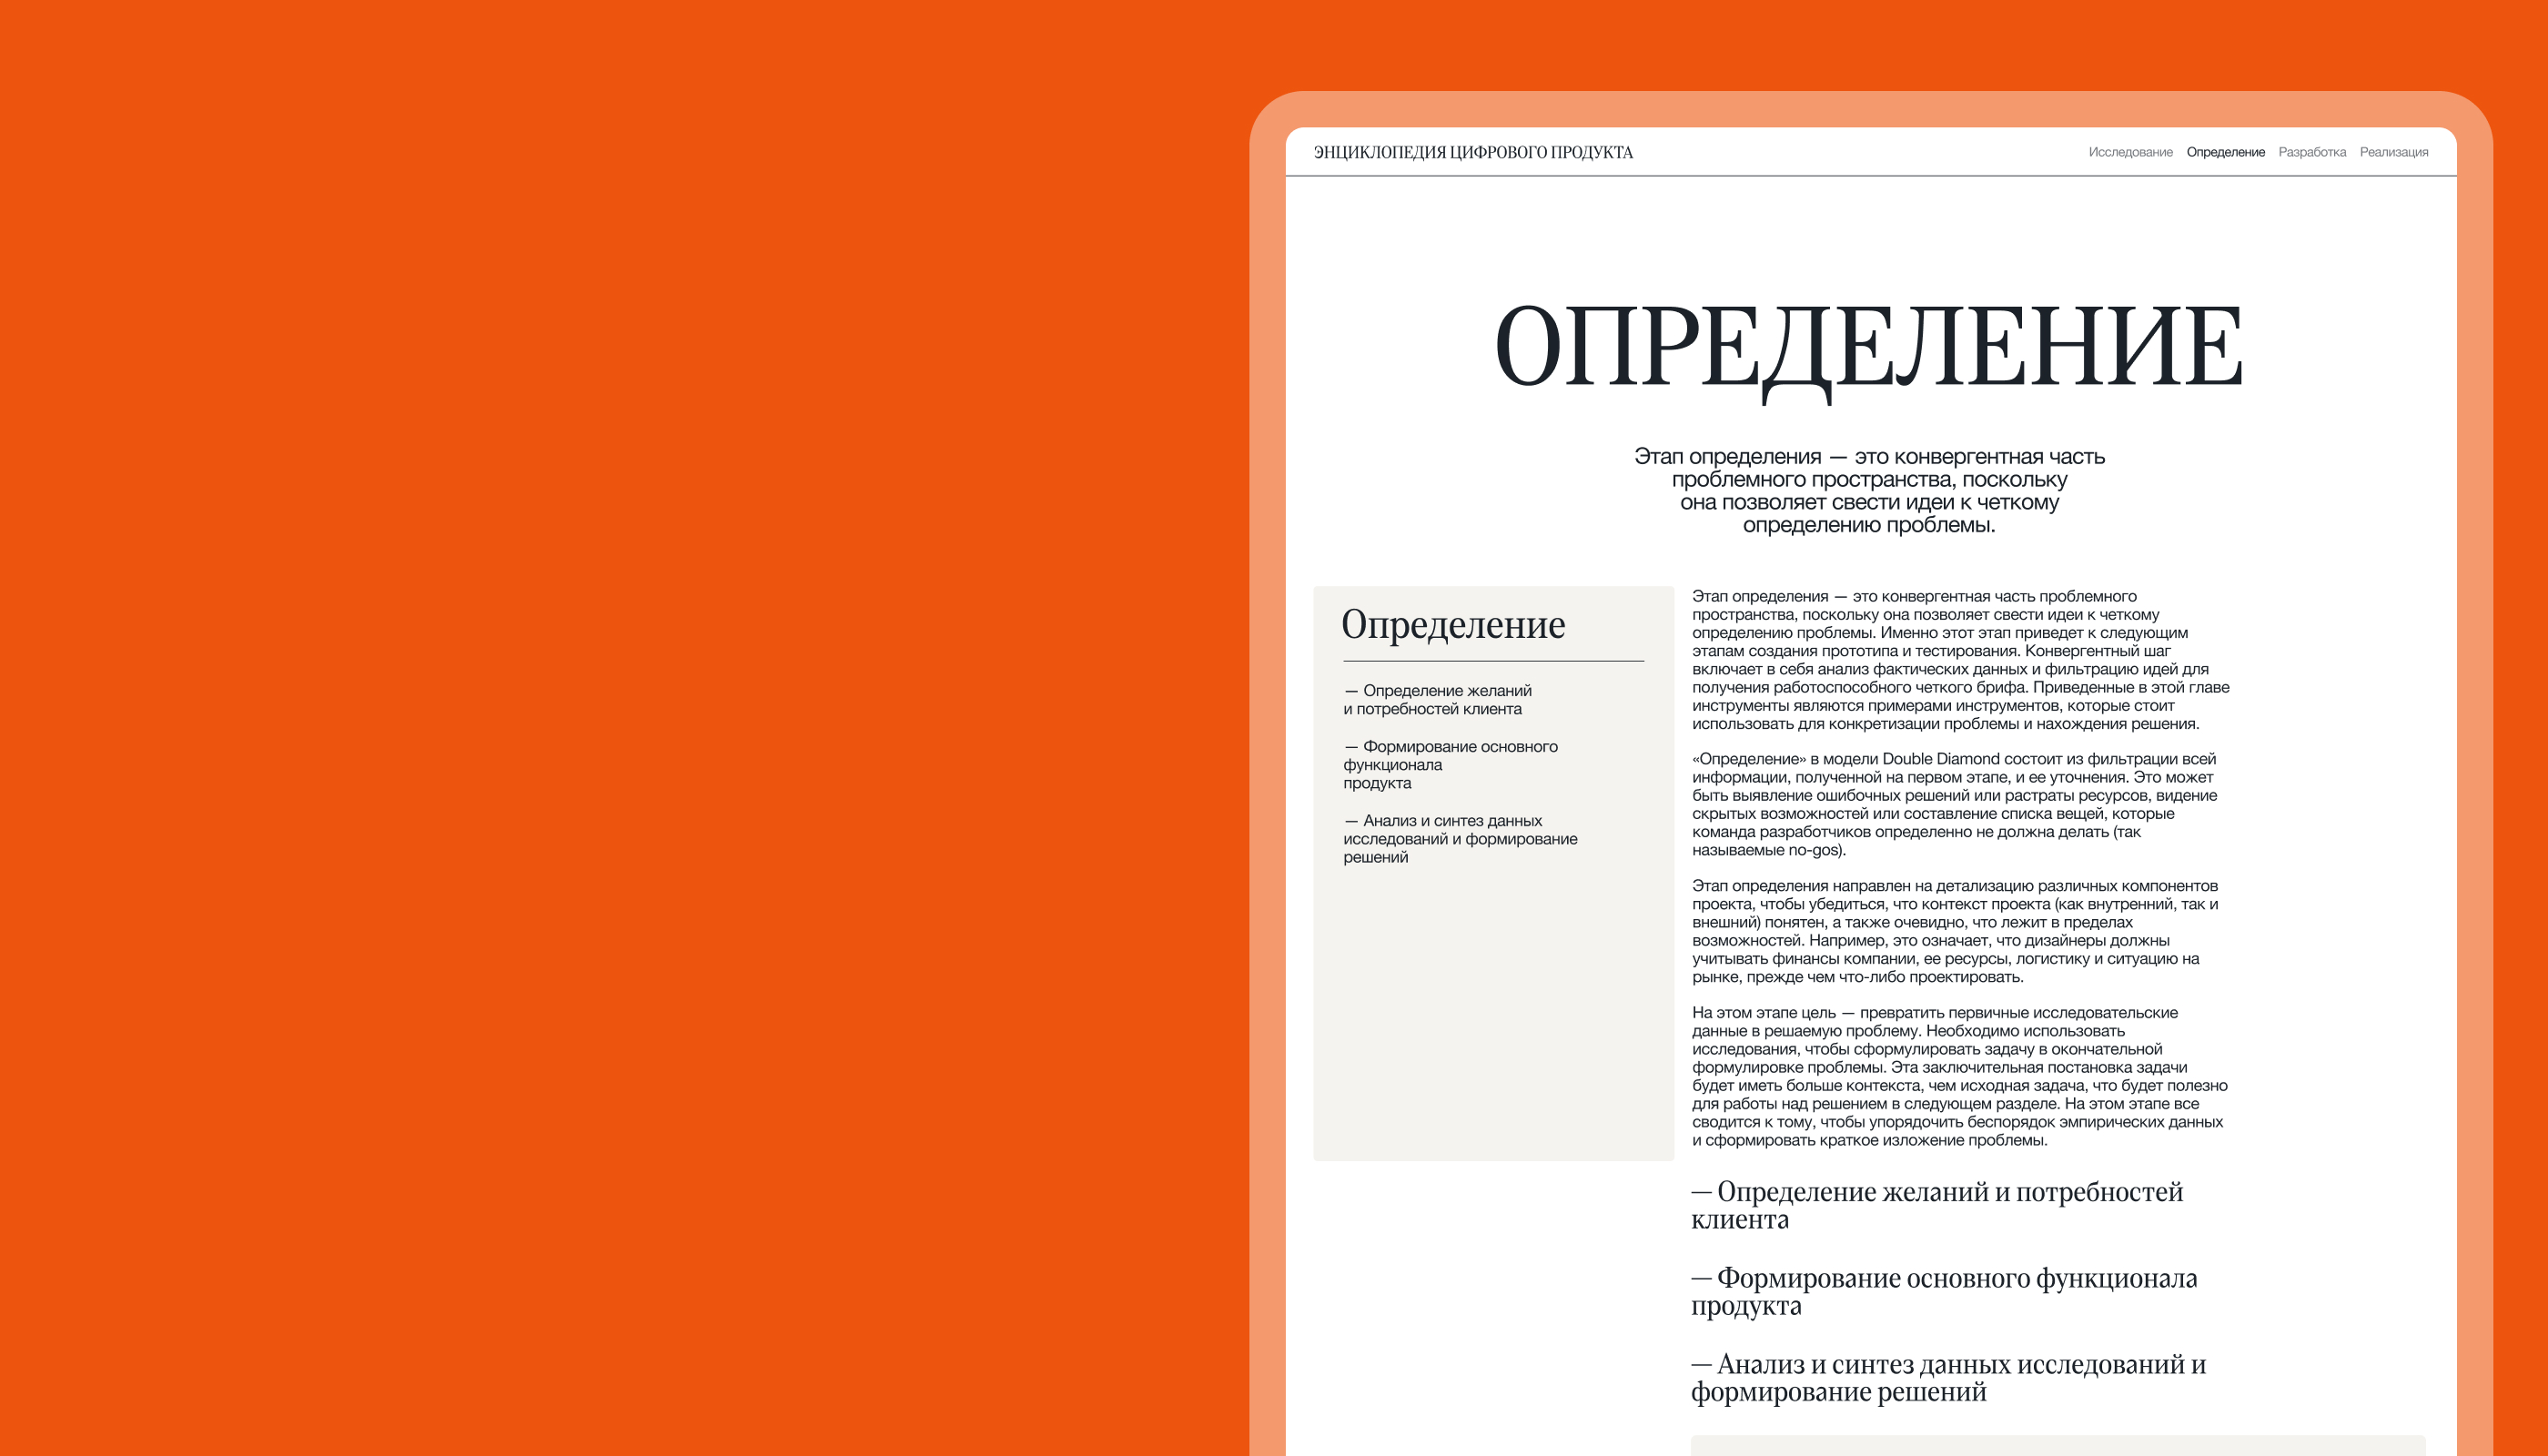 ЭНЦИКЛОПЕДИЯ ЦИФРОВОГО ПРОДУКТА
Исследование Определение Разработка Реализация
ОПРЕДЕЛЕНИЕ
Этап определения — это конвергентная часть
проблемного пространства, поскольку
она позволяет свести идеи к четкому
определению проблемы.
Определение
— Определение желаний
и потребностей клиента
— Формирование основного
функционала
продукта
— Анализ и синтез данных
исследований и формирование
решений
Этап определения — это конвергентная часть проблемного
пространства, поскольку она позволяет свести идеи к четкому
определению проблемы. Именно этот этап приведет к следующим
этапам создания прототипа и тестирования. Конвергентный шаг
включает в себя анализ фактических данных и фильтрацию идей для
получения работоспособного четкого брифа. Приведенные в этой главе
инструменты являются примерами инструментов, которые стоит
использовать для конкретизации проблемы и нахождения решения.
«Определение» в модели Double Diamond состоит из фильтрации всей
информации, полученной на первом этапе, и ее уточнения. Это может
быть выявление ошибочных решений или растраты ресурсов, видение
скрытых возможностей или составление списка вещей, которые
команда разработчиков определенно не должна делать (так
называемые no-gos).
Этап определения направлен на детализацию различных компонентов
проекта, чтобы убедиться, что контекст проекта (как внутренний, так и
внешний) понятен, а также очевидно, что лежит в пределах
возможностей. Например, это означает, что дизайнеры должны
учитывать финансы компании, ее ресурсы, логистику и ситуацию на
рынке, прежде чем что-либо проектировать.
На этом этапе цель — превратить первичные исследовательские
данные в решаемую проблему. Необходимо использовать
исследования, чтобы сформулировать задачу в окончательной
формулировке проблемы. Эта заключительная постановка задачи
будет иметь больше контекста, чем исходная задача, что будет полезно
для работы над решением в следующем разделе. На этом этапе все
сводится к тому, чтобы упорядочить беспорядок эмпирических данных
и сформировать краткое изложение проблемы.
— Определение желаний и потребностей
клиента
— Формирование основного функционала
продукта
— Анализ и синтез данных исследований и
формирование решений